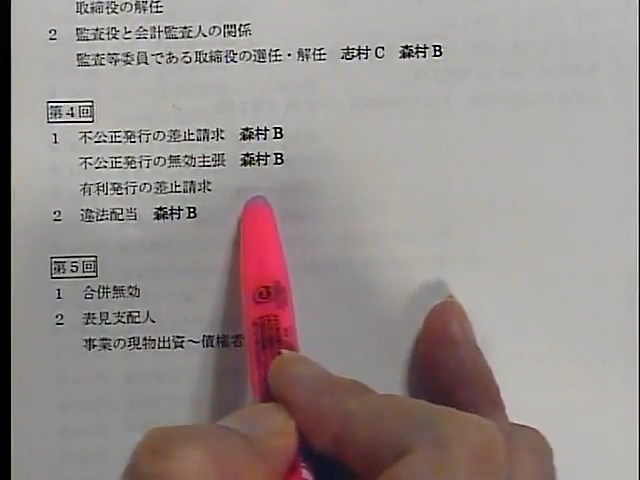 取締役の解任
2 監査役と会計監査人の関係
監査等委員である取締役の選任・解任 志村C 森村B
第4回
1 不公正発行の差止請求 森村B
不公正発行の無効主張 森村B
有利発行の差止請求
2 違法配当 森村B
第5回
1 合併無効
2 表見支配人
事業の現物出資～債権者